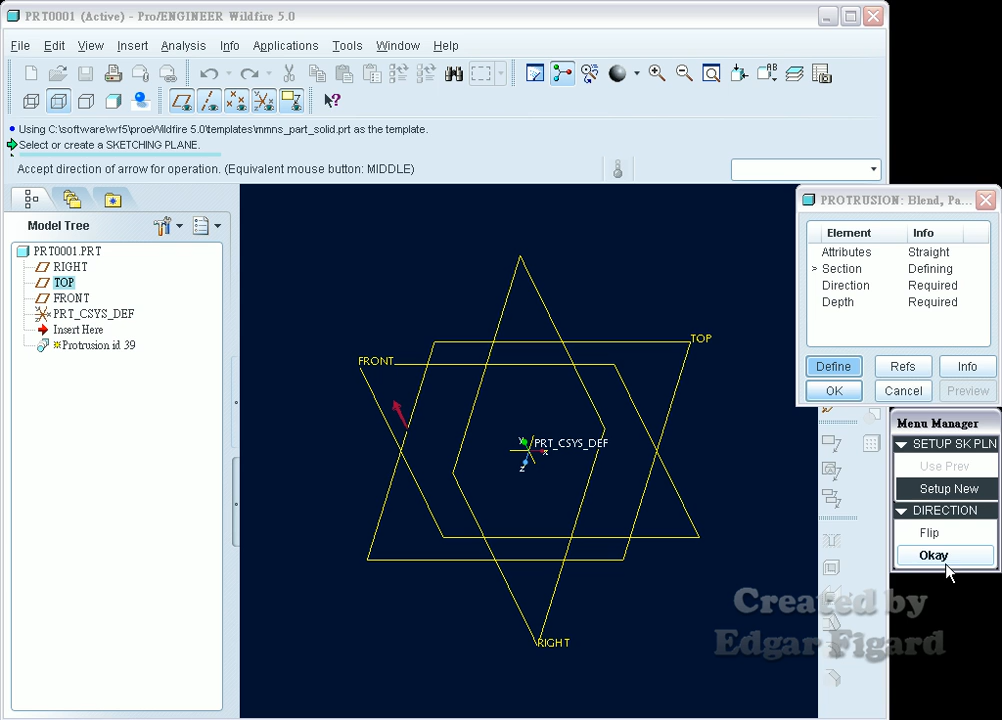 PRT0001 (Active) - Pro/ENGINEER Wildfire 5.0
File Edit View Insert Analysis Info Applications Tools Window Help
Using C:\software\wf5\proeWildfire 5.0\templates\mmns_part_solid.prt as the template.
Select or create a SKETCHING PLANE.
Accept direction of arrow for operation. (Equivalent mouse button: MIDDLE)
Model Tree
PRT0001.PRT
RIGHT
TOP
FRONT
PRT_CSYS_DEF
Insert Here
Protrusion id 39
TOP
FRONT
PRT_CSYS_DEF
Y
X
Z
RIGHT
PROTRUSION: Blend, Pa...
Element Info
Attributes Straight
> Section Defining
Direction Required
Depth Required
Define Refs Info
OK Cancel Preview
Menu Manager
SETUP SK PLN
Use Prev
Setup New
DIRECTION
Flip
Okay
Created by
Edgar Figard